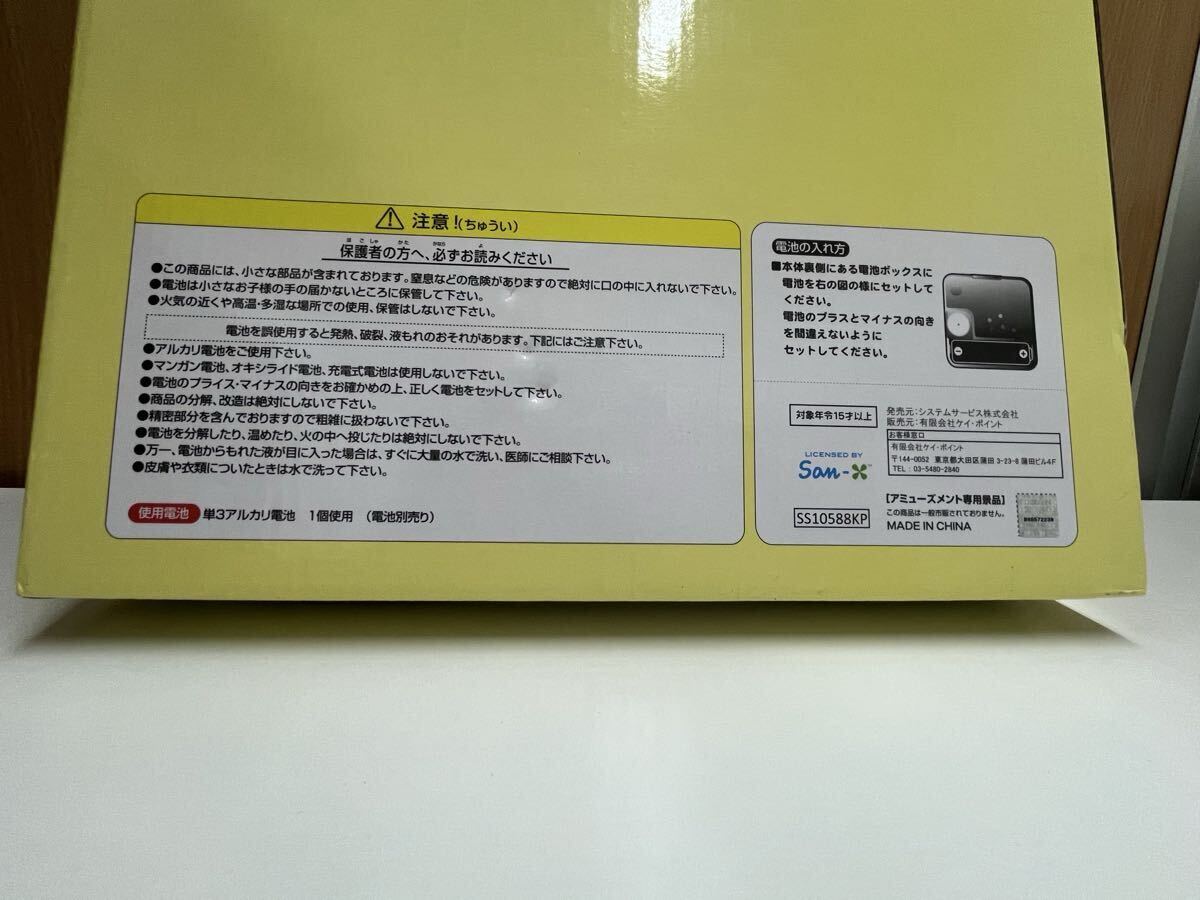 注意!(ちゅうい)
保護者の方へ、必ずお読みください
●この商品には、小さな部品が含まれております。窒息などの危険がありますので絶対に口の中に入れないで下さい。
●電池は小さなお子様の手の届かないところに保管して下さい。
●火気の近くや高温・多湿な場所での使用、保管はしないで下さい。
電池を誤使用すると発熱、破裂、液もれのおそれがあります。下記にはご注意下さい。
●アルカリ電池をご使用下さい。
●マンガン電池、オキシライド電池、充電式電池は使用しないで下さい。
●電池のプライス・マイナスの向きをお確かめの上、正しく電池をセットして下さい。
●商品の分解、改造は絶対にしないで下さい。
●精密部分を含んでおりますので粗雑に扱わないで下さい。
●電池を分解したり、温めたり、火の中へ投じたりは絶対にしないで下さい。
●万一、電池からもれた液が目に入った場合は、すぐに大量の水で洗い、医師にご相談下さい。
●皮膚や衣類についたときは水で洗って下さい。
使用電池 単3アルカリ電池 1個使用 (電池別売り)
電池の入れ方
■本体裏側にある電池ボックスに
電池を右の図の様にセットして
ください。
電池のプラスとマイナスの向き
を間違えないように
セットしてください。
対象年令15才以上
発売元:システムサービス株式会社
販売元:有限会社ケイ・ポイント
お客様窓口
有限会社ケイ・ポイント
〒144-0052 東京都大田区蒲田 3-23-8 蒲田ビル4F
TEL : 03-5480-2840
LICENSED BY
San-X™
SS10588KP
【アミューズメント専用景品】
この商品は一般市販されておりません。
MADE IN CHINA